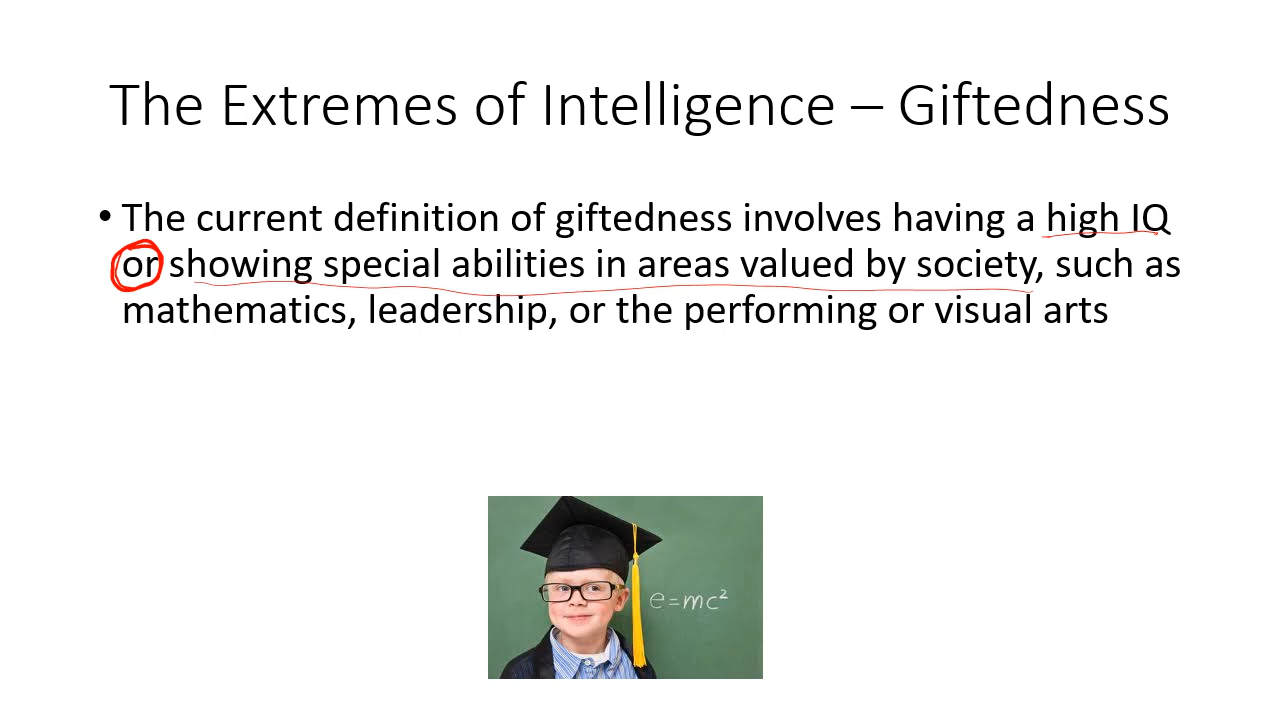 The Extremes of Intelligence – Giftedness
• The current definition of giftedness involves having a high IQ
or showing special abilities in areas valued by society, such as
mathematics, leadership, or the performing or visual arts
e=mc²